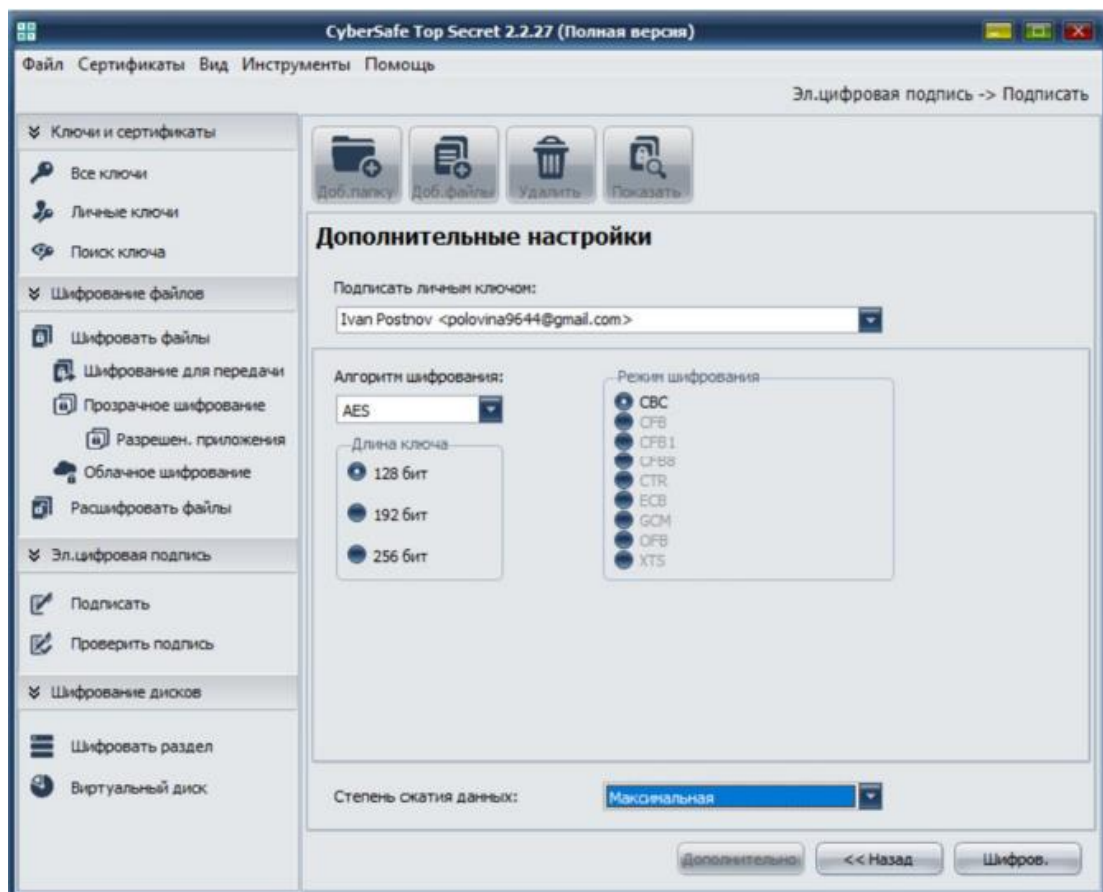 CyberSafe Top Secret 2.2.27 (Полная версия)
Файл Сертификаты Вид Инструменты Помощь
Эл.цифровая подпись -> Подписать
Ключи и сертификаты
Все ключи
Личные ключи
Поиск ключа
Шифрование файлов
Шифровать файлы
Шифрование для передачи
Прозрачное шифрование
Разрешен. приложения
Облачное шифрование
Расшифровать файлы
Эл.цифровая подпись
Подписать
Проверить подпись
Шифрование дисков
Шифровать раздел
Виртуальный диск
Доб.папку Доб.файлы Удалить Показать
Дополнительные настройки
Подписать личным ключом:
Ivan Postnov <polovina9644@gmail.com>
Алгоритм шифрования:
AES
Длина ключа
128 бит
192 бит
256 бит
Режим шифрования
CBC
CFB
CFB1
CFB8
CTR
ECB
GCM
OFB
XTS
Степень сжатия данных:
Максимальная
Дополнительно << Назад Шифров.